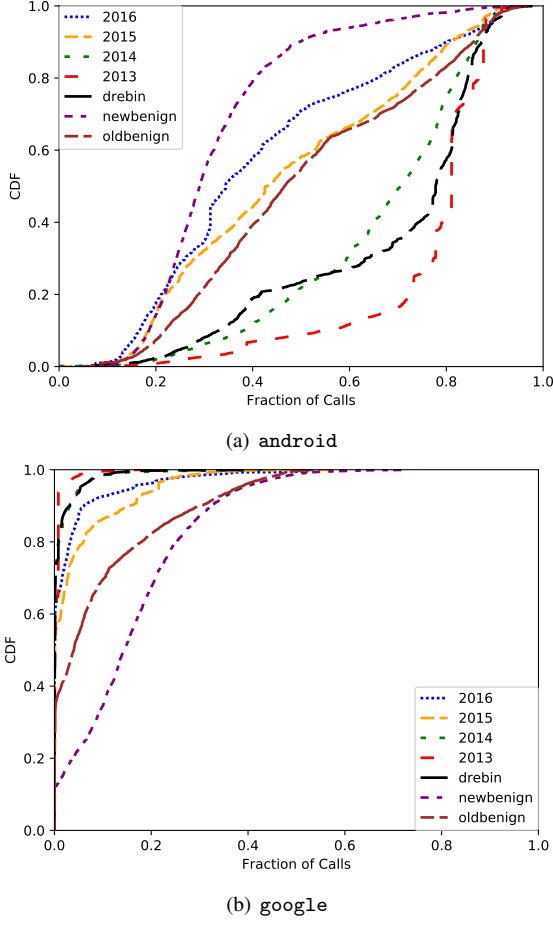 1.0
0.8
0.6
0.4
0.2
0.0
CDF
2016
2015
2014
2013
drebin
newbenign
oldbenign
0.0 0.2 0.4 0.6 0.8 1.0
Fraction of Calls
(a) android
1.0
0.8
0.6
0.4
0.2
0.0
CDF
2016
2015
2014
2013
drebin
newbenign
oldbenign
0.0 0.2 0.4 0.6 0.8 1.0
Fraction of Calls
(b) google